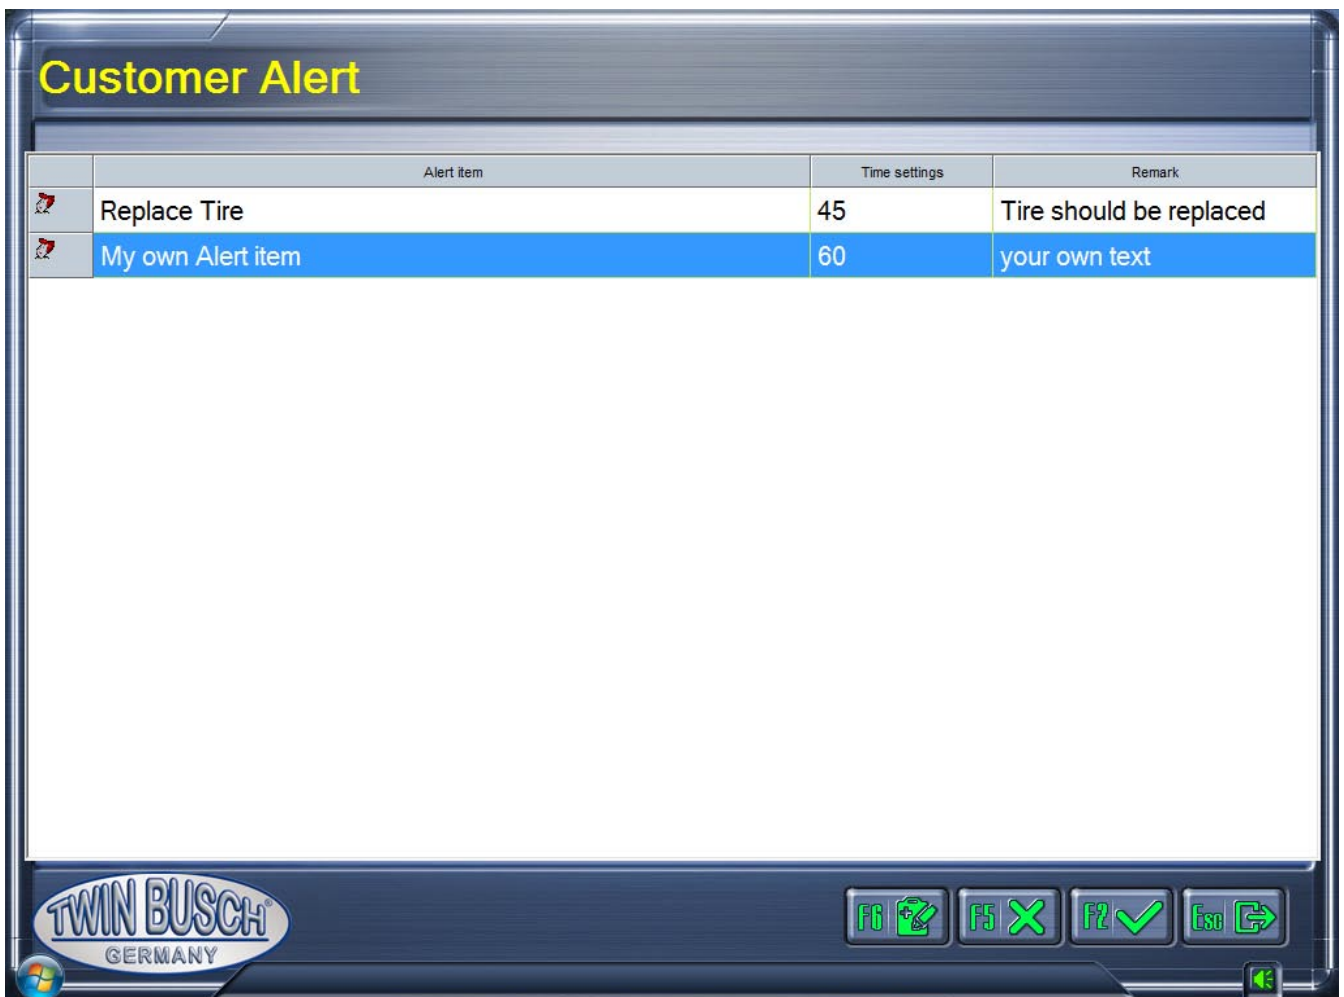 Customer Alert
Alert item Time settings Remark
Replace Tire 45 Tire should be replaced
My own Alert item 60 your own text
TWIN BUSCH®
GERMANY
F6 F5 F2 Esc